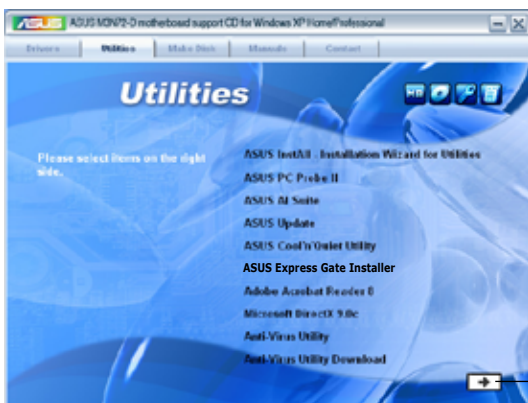 ASUS M3N72-D motherboard support CD for Windows XP Home/Professional
Drivers Utilities Make Disk Manuals Contact
Utilities
Please select items on the right
side.
ASUS InstAll - Installation Wizard for Utilities
ASUS PC Probe II
ASUS AI Suite
ASUS Update
ASUS Cool'n'Quiet Utility
ASUS Express Gate Installer
Adobe Acrobat Reader 8
Microsoft DirectX 9.0c
Anti-Virus Utility
Anti-Virus Utility Download